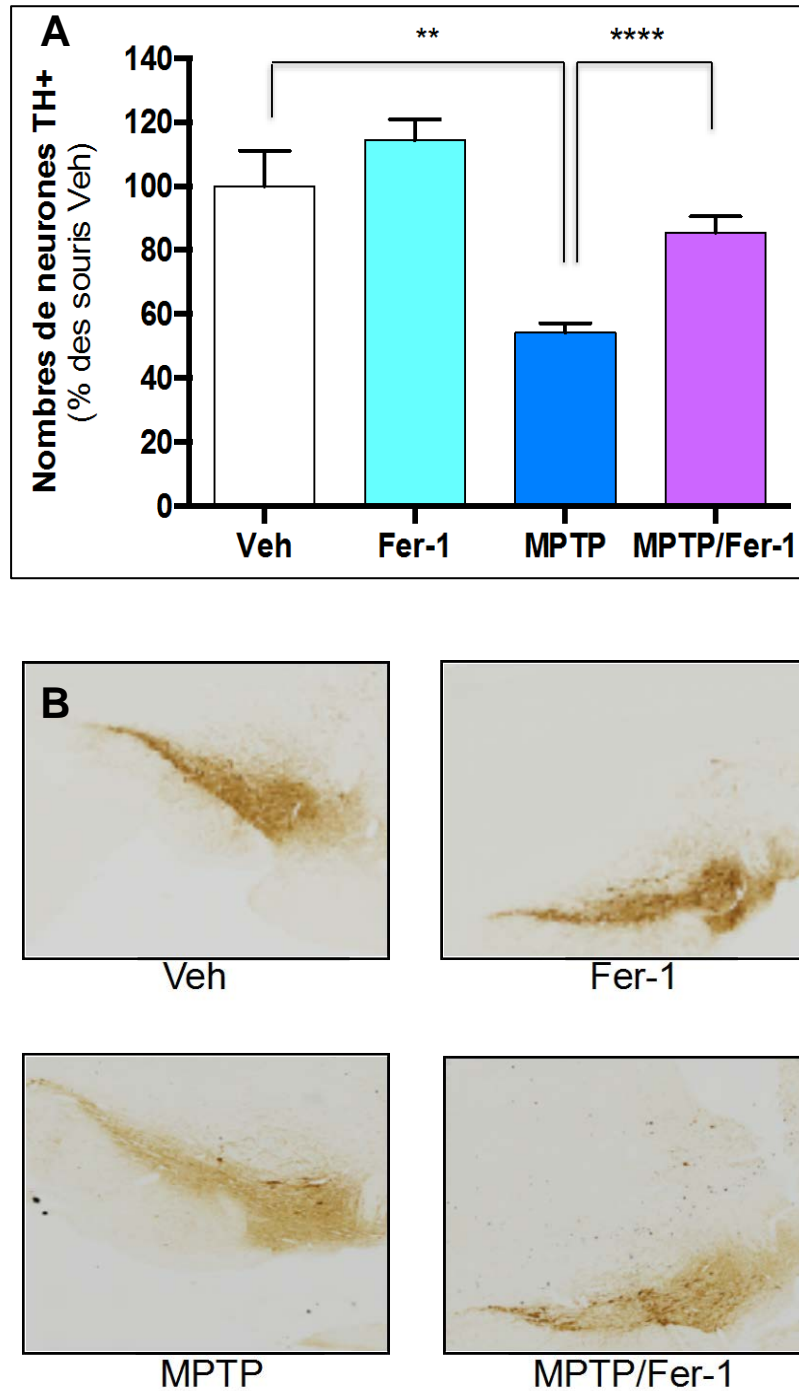 A
** ****
Nombres de neurones TH+
(% des souris Veh)
140
120
100
80
60
40
20
0
Veh Fer-1 MPTP MPTP/Fer-1
B
Veh Fer-1
MPTP MPTP/Fer-1